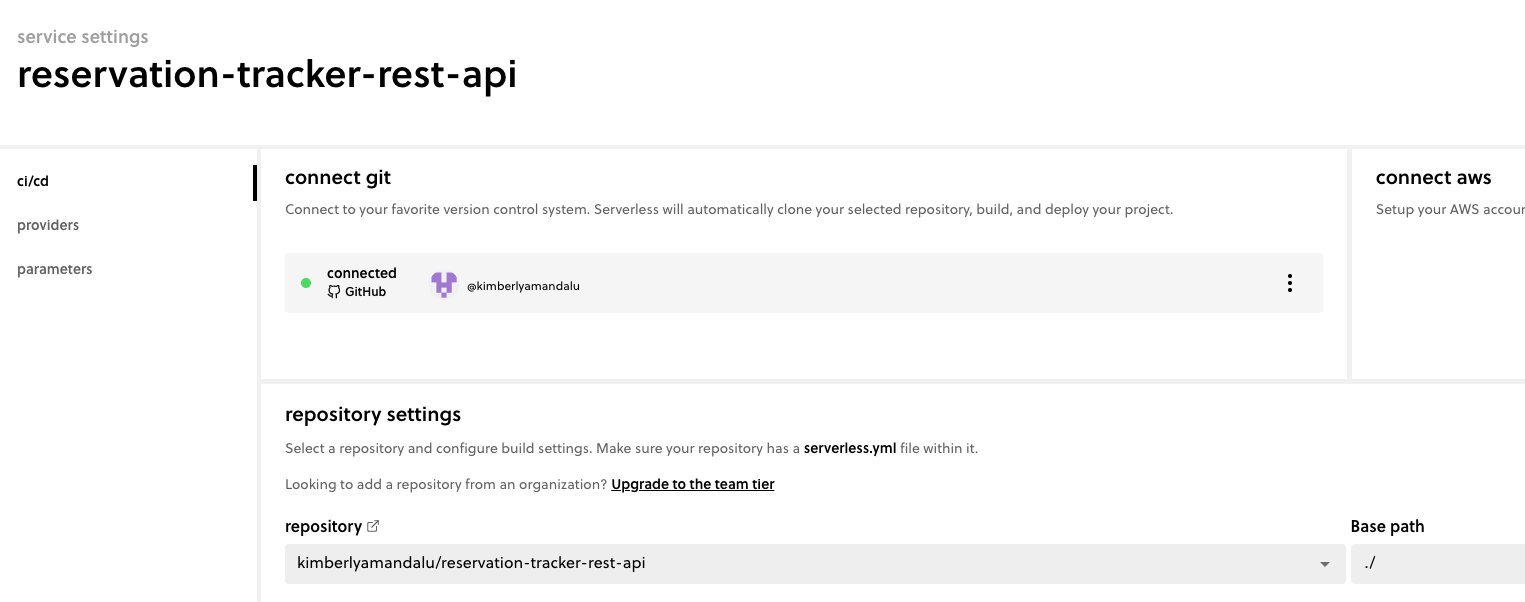 service settings
reservation-tracker-rest-api
ci/cd
providers
parameters
connect git
Connect to your favorite version control system. Serverless will automatically clone your selected repository, build, and deploy your project.
connected
GitHub
@kimberlyamandalu
connect aws
Setup your AWS accoun
repository settings
Select a repository and configure build settings. Make sure your repository has a serverless.yml file within it.
Looking to add a repository from an organization? Upgrade to the team tier
repository
kimberlyamandalu/reservation-tracker-rest-api
Base path
./